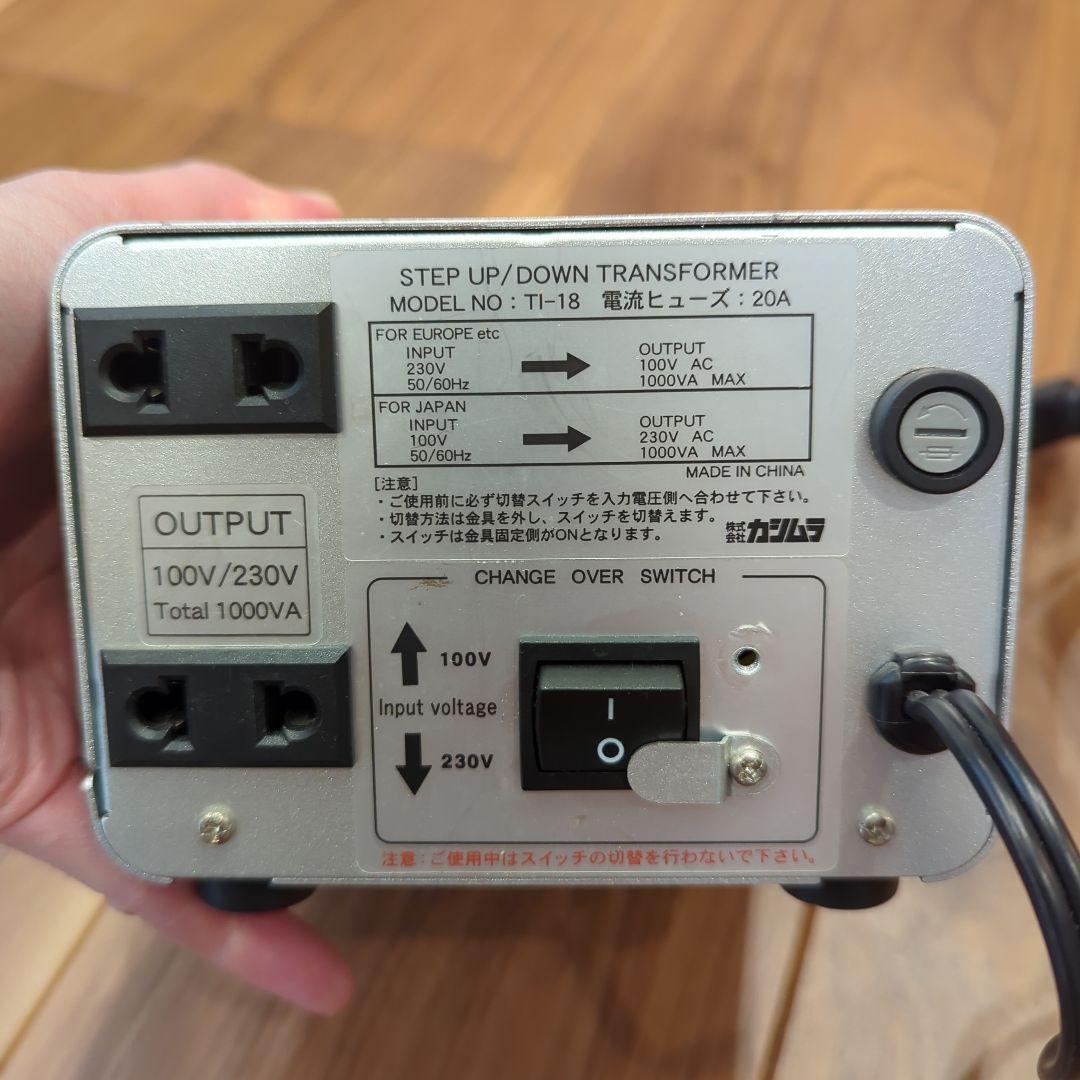 STEP UP/DOWN TRANSFORMER
MODEL NO : TI-18 電流ヒューズ : 20A
FOR EUROPE etc
INPUT
230V
50/60Hz
OUTPUT
100V AC
1000VA MAX
FOR JAPAN
INPUT
100V
50/60Hz
OUTPUT
230V AC
1000VA MAX
MADE IN CHINA
[注意]
・ご使用前に必ず切替スイッチを入力電圧側へ合わせて下さい。
・切替方法は金具を外し、スイッチを切替えます。
・スイッチは金具固定側がONとなります。
株式会社 カシムラ
OUTPUT
100V/230V
Total 1000VA
CHANGE OVER SWITCH
100V
Input voltage
230V
I
O
注意:ご使用中はスイッチの切替を行わないで下さい。